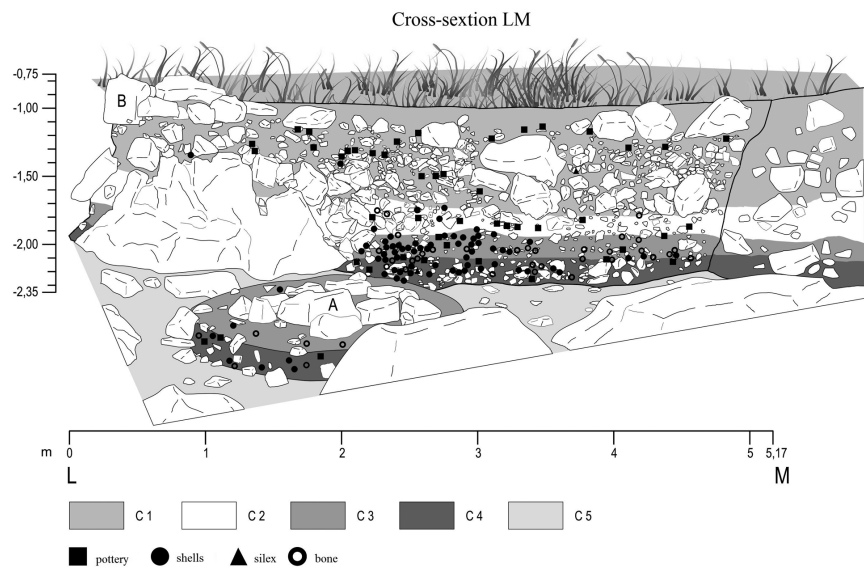 Cross-sextion LM
-0,75
B
-1,00
-1,50
-2,00
-2,35
A
m 0 1 2 3 4 5 5,17
L M
C 1 C 2 C 3 C 4 C 5
pottery shells silex bone